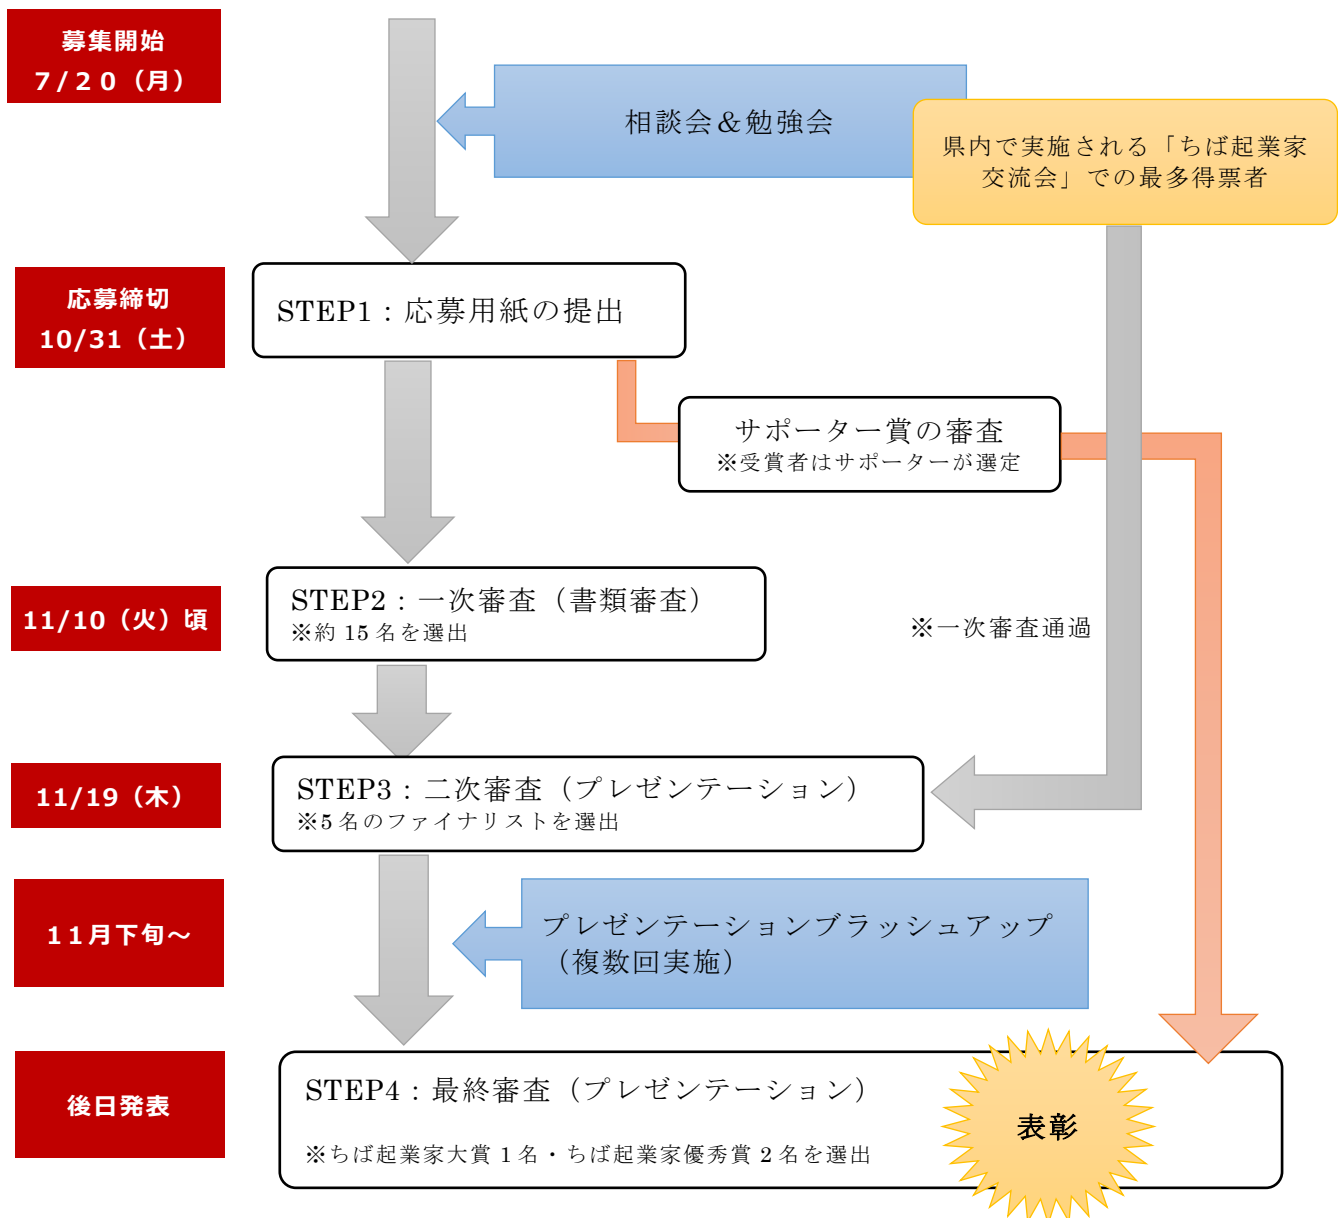 募集開始
7/２０（月）
相談会＆勉強会
県内で実施される「ちば起業家
交流会」での最多得票者
応募締切
10/31（土）
STEP1：応募用紙の提出
サポーター賞の審査
※受賞者はサポーターが選定
11/10（火）頃
STEP2：一次審査（書類審査）
※約 15 名を選出
※一次審査通過
11/19（木）
STEP3：二次審査（プレゼンテーション）
※5 名のファイナリストを選出
１１月下旬～
プレゼンテーションブラッシュアップ
（複数回実施）
後日発表
STEP4：最終審査（プレゼンテーション）
※ちば起業家大賞 1 名・ちば起業家優秀賞 2 名を選出
表彰